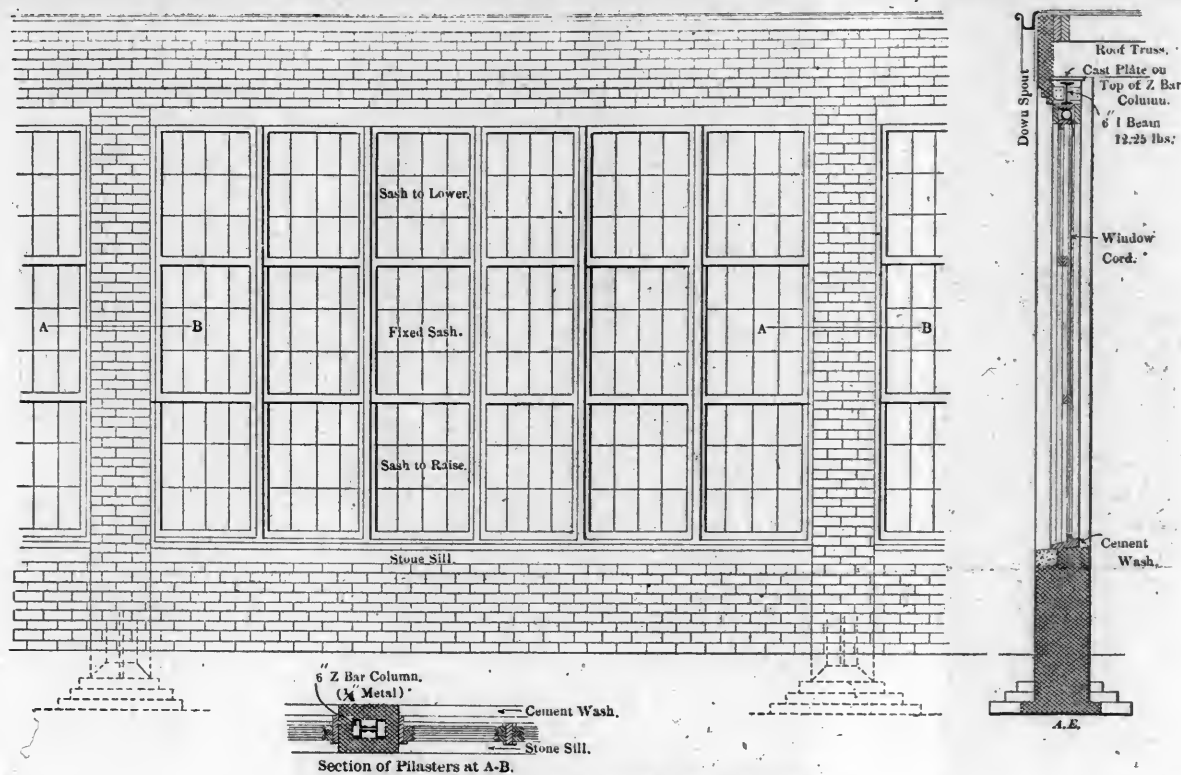 Roof Truss.
Cast Plate on
Top of Z Bar
Column.
6" I Beam
12.25 lbs.
Down Spout
Sash to Lower.
Window
Cord.
A
B
Fixed Sash.
A
B
Sash to Raise.
Stone Sill.
Cement
Wash.
6" Z Bar Column.
(¼" Metal)
Cement Wash.
Stone Sill.
Section of Pilasters at A-B.
A.E.